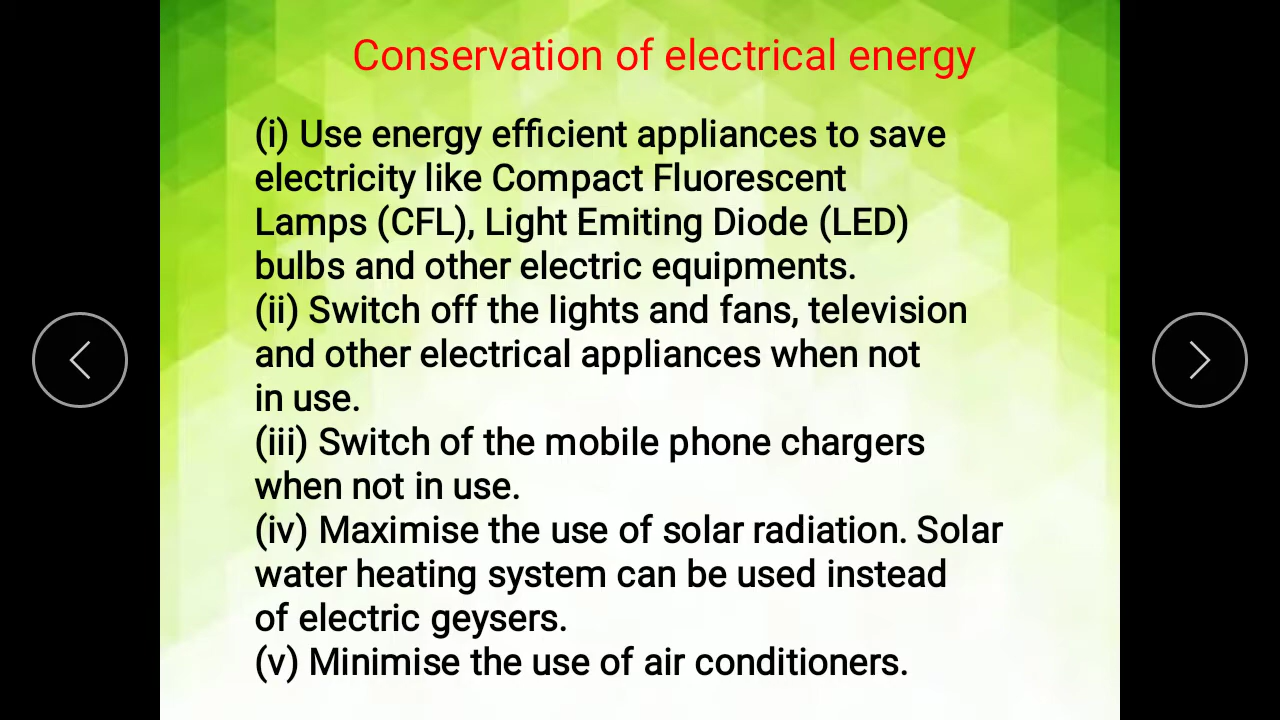 Conservation of electrical energy
(i) Use energy efficient appliances to save
electricity like Compact Fluorescent
Lamps (CFL), Light Emiting Diode (LED)
bulbs and other electric equipments.
(ii) Switch off the lights and fans, television
and other electrical appliances when not
in use.
(iii) Switch of the mobile phone chargers
when not in use.
(iv) Maximise the use of solar radiation. Solar
water heating system can be used instead
of electric geysers.
(v) Minimise the use of air conditioners.